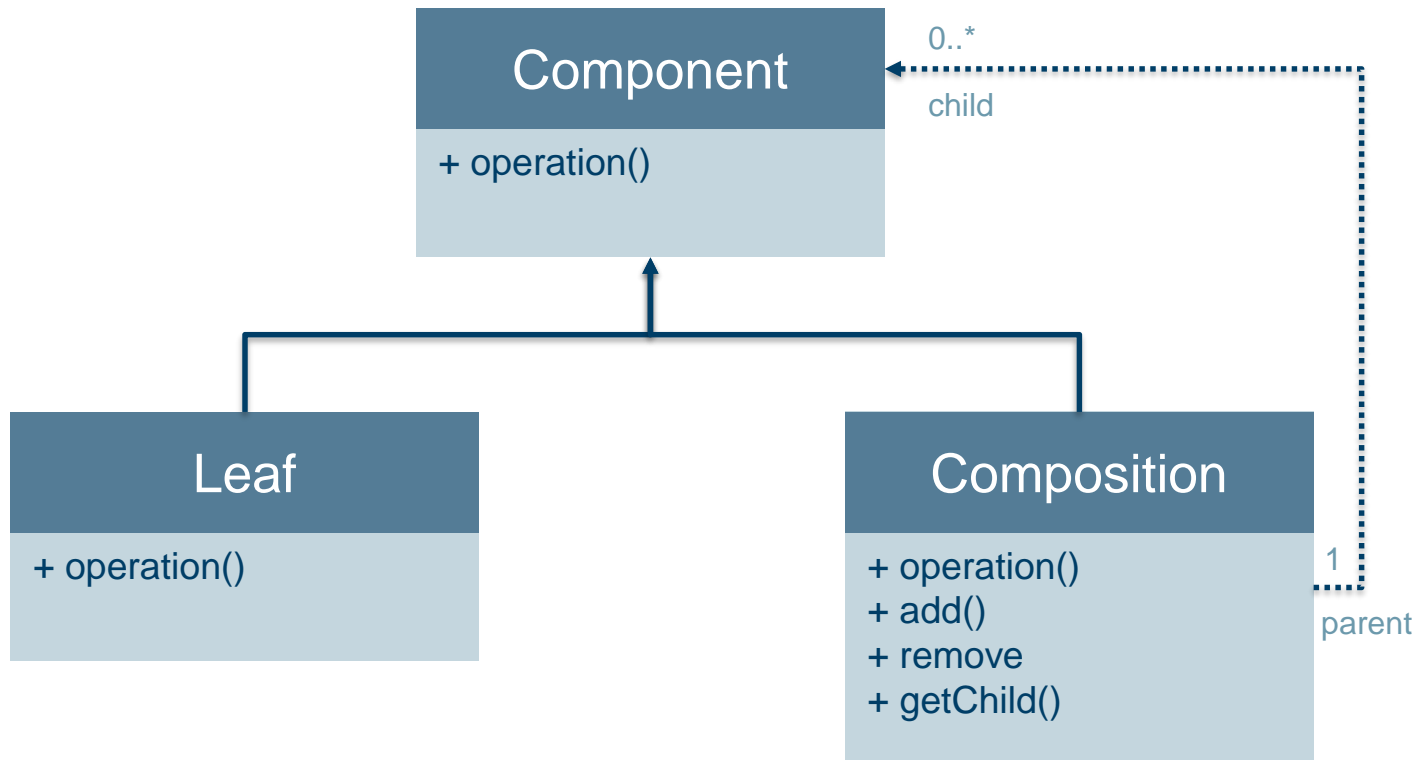 Component
0..*
child
+ operation()
Leaf
+ operation()
Composition
+ operation()
+ add()
+ remove
+ getChild()
1
parent